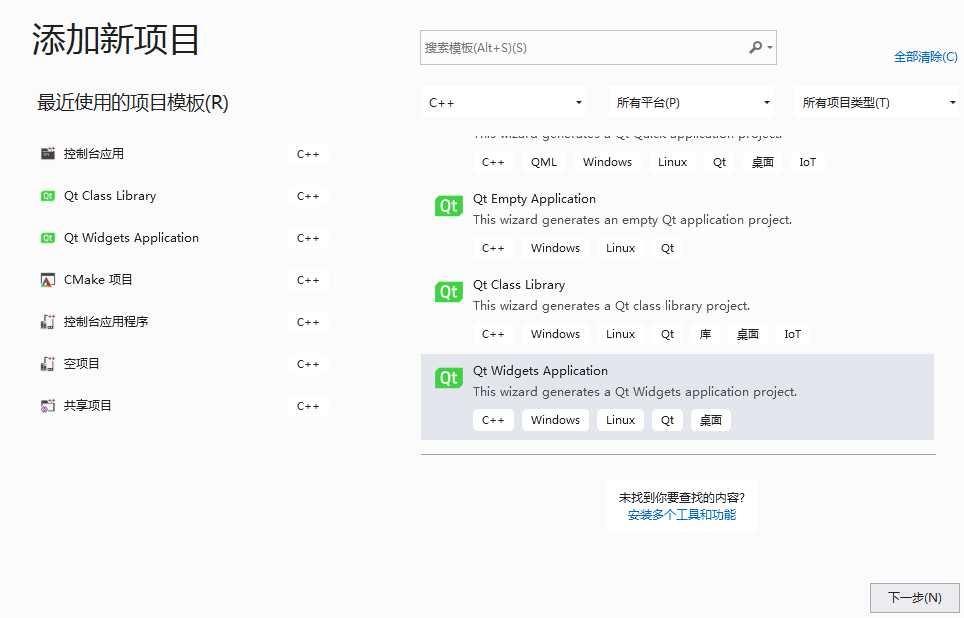 添加新项目
搜索模板(Alt+S)(S)
全部清除(C)
最近使用的项目模板(R)
C++ 所有平台(P) 所有项目类型(T)
控制台应用 C++
Qt Class Library C++
Qt Widgets Application C++
CMake 项目 C++
控制台应用程序 C++
空项目 C++
共享项目 C++
This wizard generates a Qt Quick application project.
C++ QML Windows Linux Qt 桌面 IoT
Qt Empty Application
This wizard generates an empty Qt application project.
C++ Windows Linux Qt
Qt Class Library
This wizard generates a Qt class library project.
C++ Windows Linux Qt 库 桌面 IoT
Qt Widgets Application
This wizard generates a Qt Widgets application project.
C++ Windows Linux Qt 桌面
未找到你要查找的内容?
安装多个工具和功能
下一步(N)